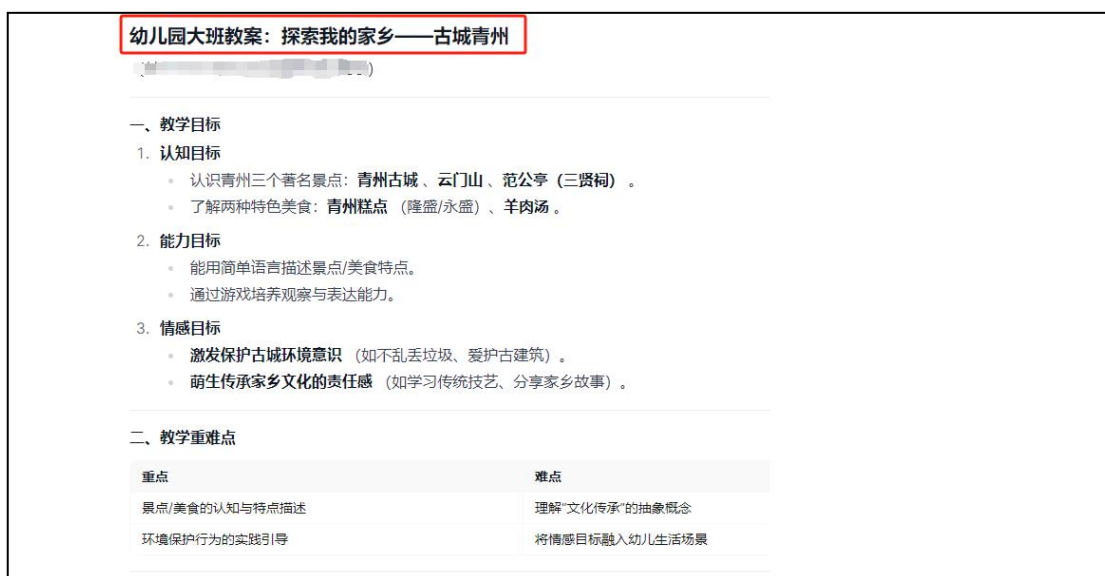 幼儿园大班教案：探索我的家乡——古城青州
一、教学目标
1. 认知目标
认识青州三个著名景点：青州古城 、云门山 、范公亭（三贤祠） 。
了解两种特色美食：青州糕点 （隆盛/永盛）、羊肉汤 。
2. 能力目标
能用简单语言描述景点/美食特点。
通过游戏培养观察与表达能力。
3. 情感目标
激发保护古城环境意识 （如不乱丢垃圾、爱护古建筑）。
萌生传承家乡文化的责任感 （如学习传统技艺、分享家乡故事）。
二、教学重难点
重点 难点
景点/美食的认知与特点描述 理解“文化传承”的抽象概念
环境保护行为的实践引导 将情感目标融入幼儿生活场景